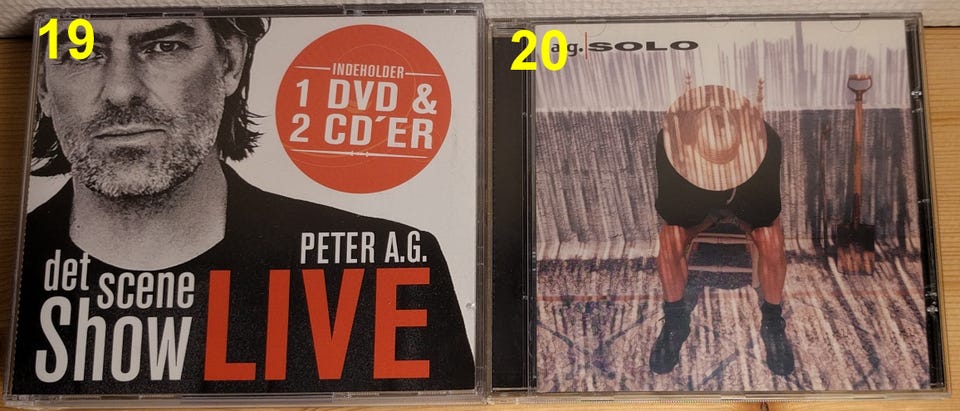 19
INDEHOLDER
1 DVD &
2 CD´ER
PETER A.G.
det scene
Show LIVE
20
a.g.|SOLO